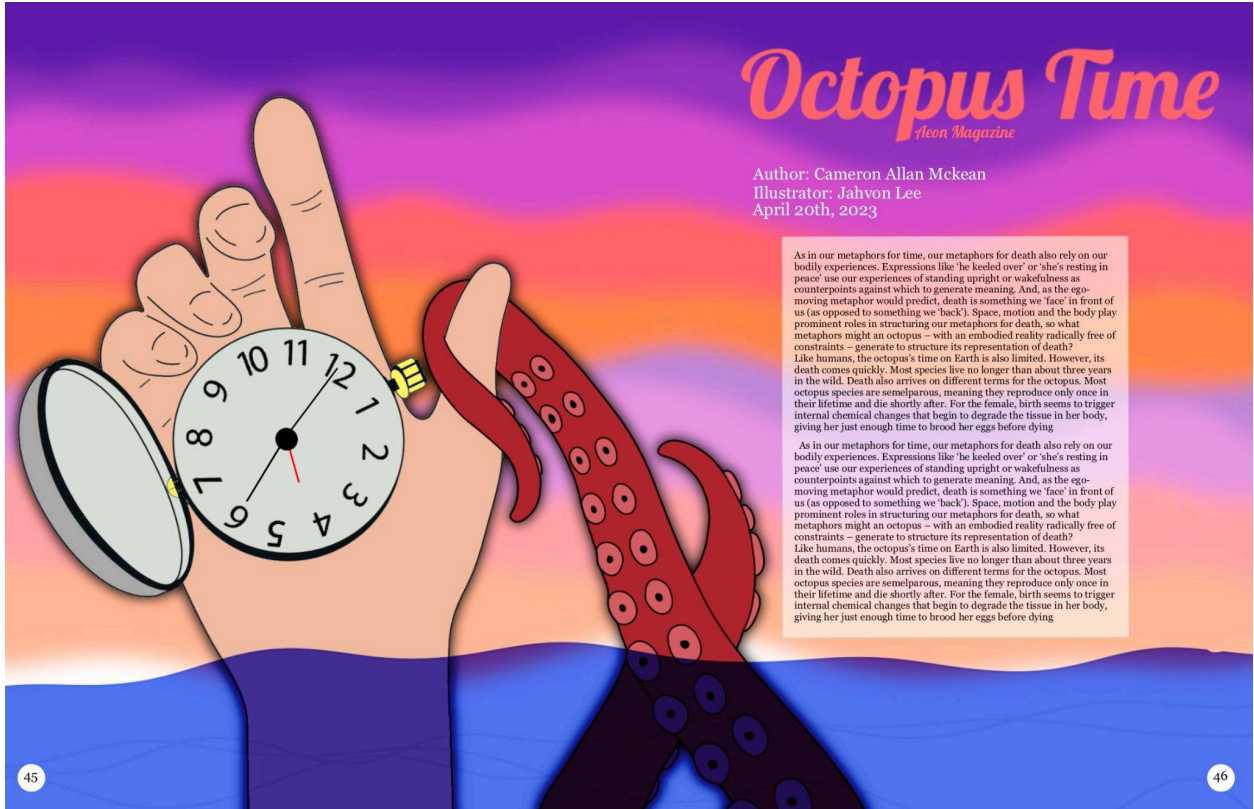 Octopus Time
Aeon Magazine
Author: Cameron Allan Mckean
Illustrator: Jahvon Lee
April 20th, 2023
As in our metaphors for time, our metaphors for death also rely on our
bodily experiences. Expressions like ‘he keeled over’ or ‘she’s resting in
peace’ use our experiences of standing upright or wakefulness as
counterpoints against which to generate meaning. And, as the ego-
moving metaphor would predict, death is something we ‘face’ in front of
us (as opposed to something we ‘back’). Space, motion and the body play
prominent roles in structuring our metaphors for death, so what
metaphors might an octopus – with an embodied reality radically free of
constraints – generate to structure its representation of death?
Like humans, the octopus’s time on Earth is also limited. However, its
death comes quickly. Most species live no longer than about three years
in the wild. Death also arrives on different terms for the octopus. Most
octopus species are semelparous, meaning they reproduce only once in
their lifetime and die shortly after. For the female, birth seems to trigger
internal chemical changes that begin to degrade the tissue in her body,
giving her just enough time to brood her eggs before dying
As in our metaphors for time, our metaphors for death also rely on our
bodily experiences. Expressions like ‘he keeled over’ or ‘she’s resting in
peace’ use our experiences of standing upright or wakefulness as
counterpoints against which to generate meaning. And, as the ego-
moving metaphor would predict, death is something we ‘face’ in front of
us (as opposed to something we ‘back’). Space, motion and the body play
prominent roles in structuring our metaphors for death, so what
metaphors might an octopus – with an embodied reality radically free of
constraints – generate to structure its representation of death?
Like humans, the octopus’s time on Earth is also limited. However, its
death comes quickly. Most species live no longer than about three years
in the wild. Death also arrives on different terms for the octopus. Most
octopus species are semelparous, meaning they reproduce only once in
their lifetime and die shortly after. For the female, birth seems to trigger
internal chemical changes that begin to degrade the tissue in her body,
giving her just enough time to brood her eggs before dying
12
1
2
3
4
5
6
7
8
9
10
11
45
46